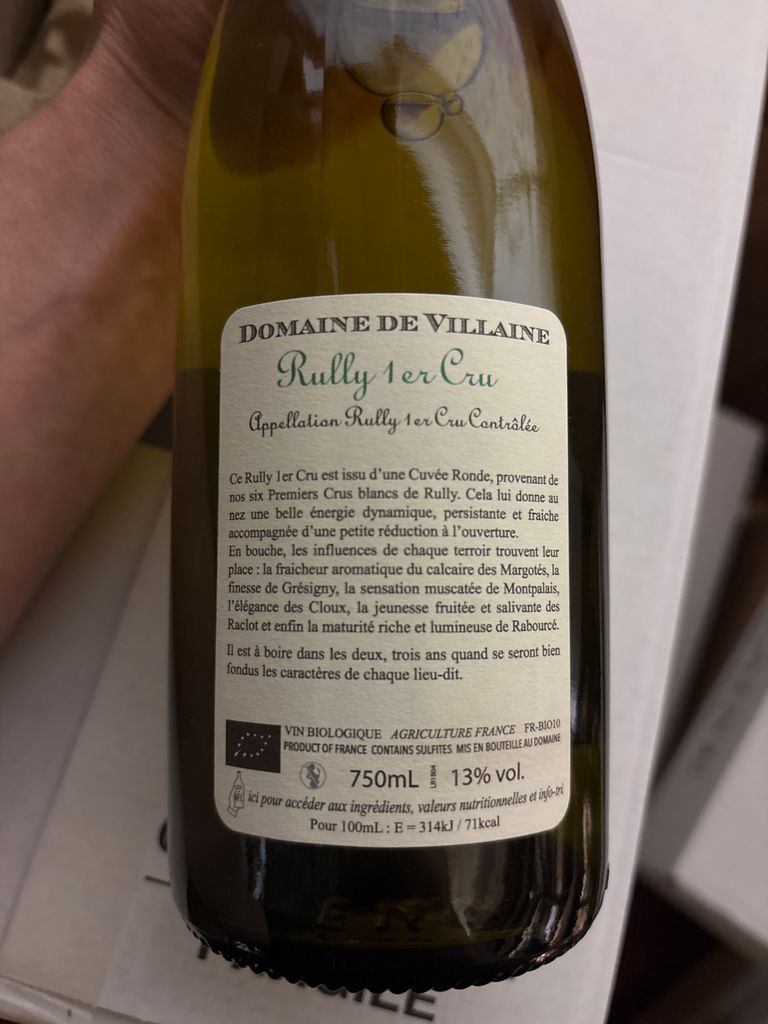 DOMAINE DE VILLAINE
Rully 1er Cru
Appellation Rully 1er Cru Contrôlée
Ce Rully 1er Cru est issu d'une Cuvée Ronde, provenant de
nos six Premiers Crus blancs de Rully. Cela lui donne au
nez une belle énergie dynamique, persistante et fraiche
accompagnée d'une petite réduction à l'ouverture.
En bouche, les influences de chaque terroir trouvent leur
place : la fraicheur aromatique du calcaire des Margotés, la
finesse de Grésigny, la sensation muscatée de Montpalais,
l'élégance des Cloux, la jeunesse fruitée et salivante des
Raclot et enfin la maturité riche et lumineuse de Rabourcé.
Il est à boire dans les deux, trois ans quand se seront bien
fondus les caractères de chaque lieu-dit.
VIN BIOLOGIQUE AGRICULTURE FRANCE FR-BIO10
PRODUCT OF FRANCE CONTAINS SULFITES MIS EN BOUTEILLE AU DOMAINE
750mL LR1B04 13% vol.
ici pour accéder aux ingrédients, valeurs nutritionnelles et info-tri
Pour 100mL : E = 314kJ / 71kcal